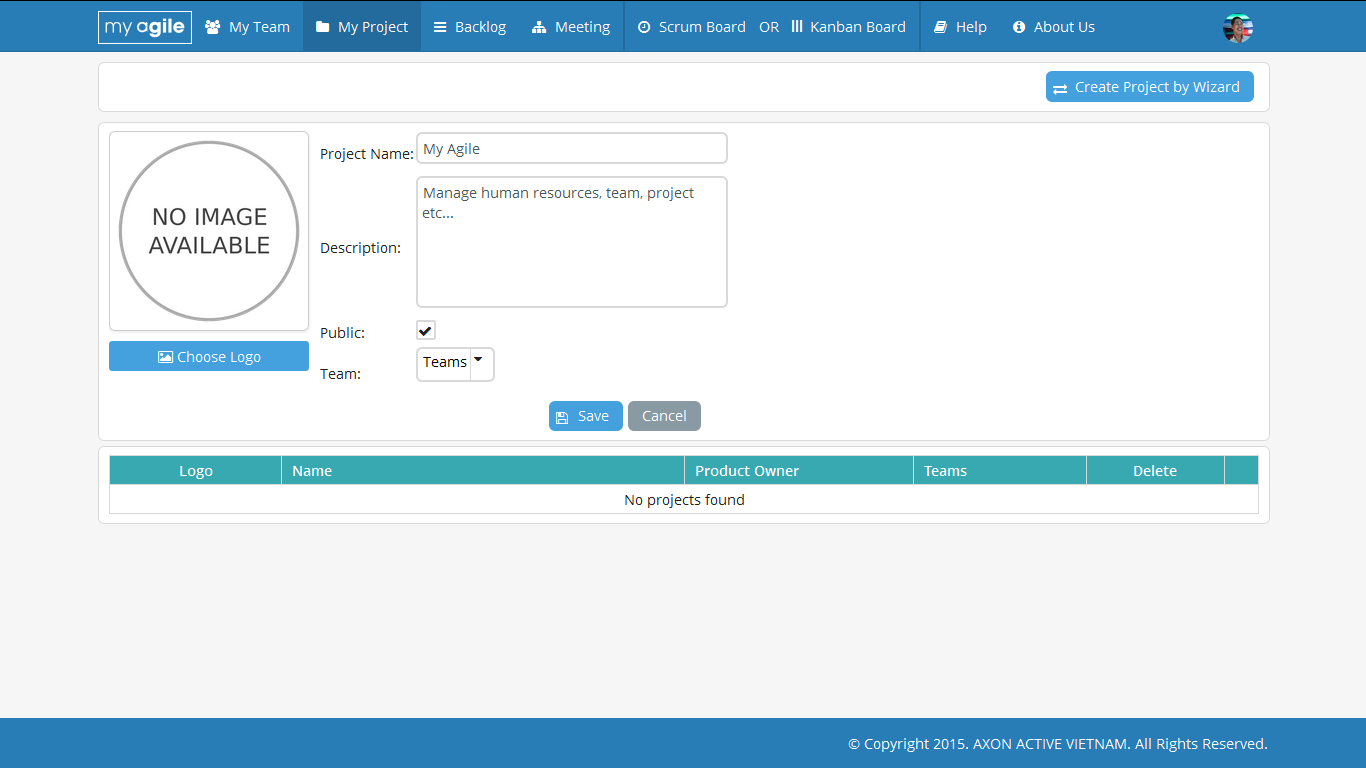 my agile My Team My Project Backlog Meeting Scrum Board OR Kanban Board Help About Us
Create Project by Wizard
NO IMAGE
AVAILABLE
Choose Logo
Project Name: My Agile
Description: Manage human resources, team, project
etc...
Public:
Team: Teams
Save Cancel
Logo Name Product Owner Teams Delete
No projects found
© Copyright 2015. AXON ACTIVE VIETNAM. All Rights Reserved.